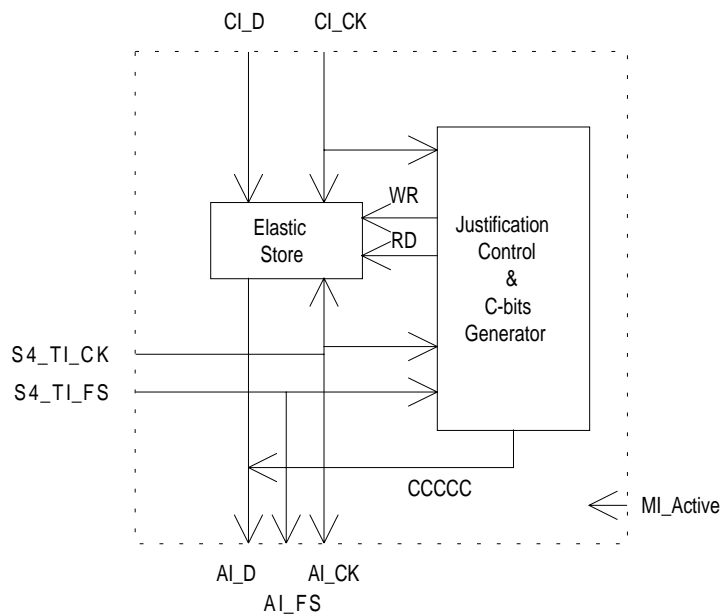 CI_D CI_CK
WR
Elastic
Store
RD
Justification
Control
&
C-bits
Generator
S4_TI_CK
S4_TI_FS
CCCCC
MI_Active
AI_D AI_CK
AI_FS